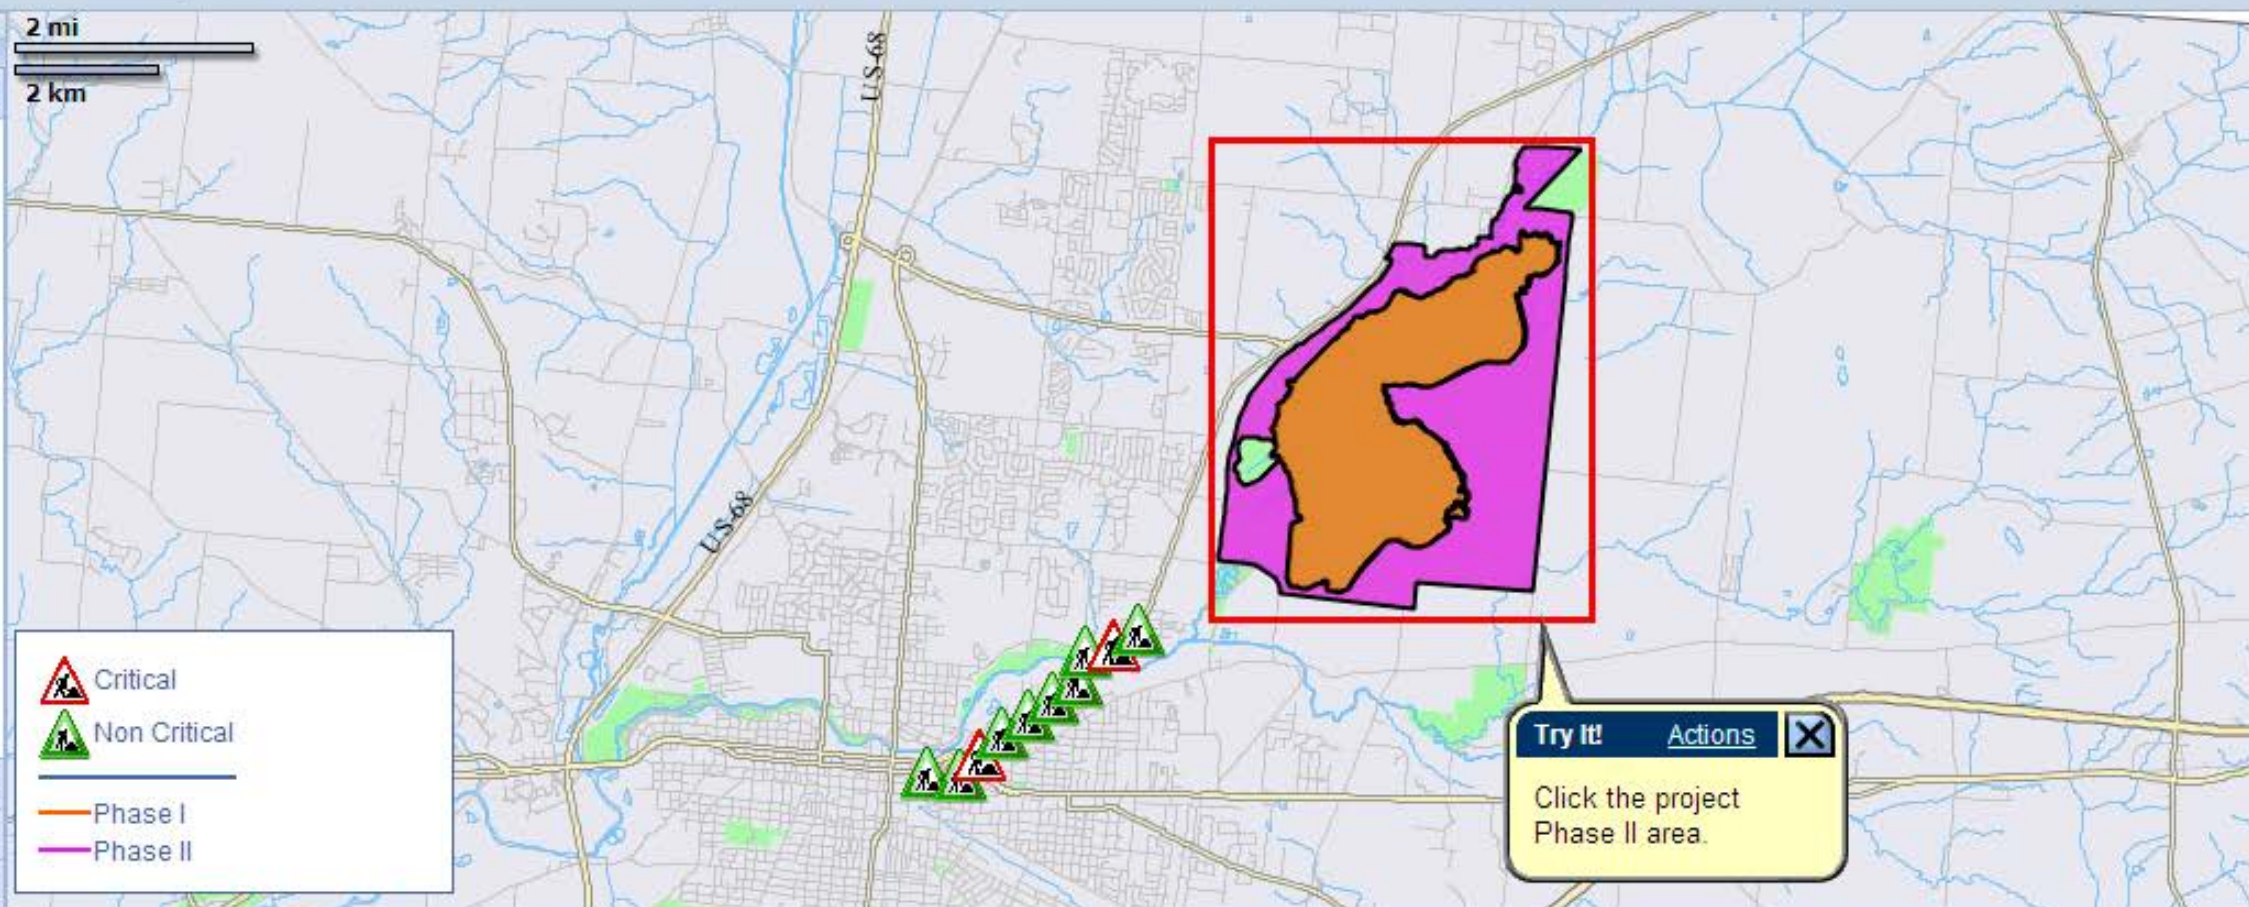 2 mi
2 km
US-68
US-68
Critical
Non Critical
Phase I
Phase II
Try It! Actions
Click the project
Phase II area.